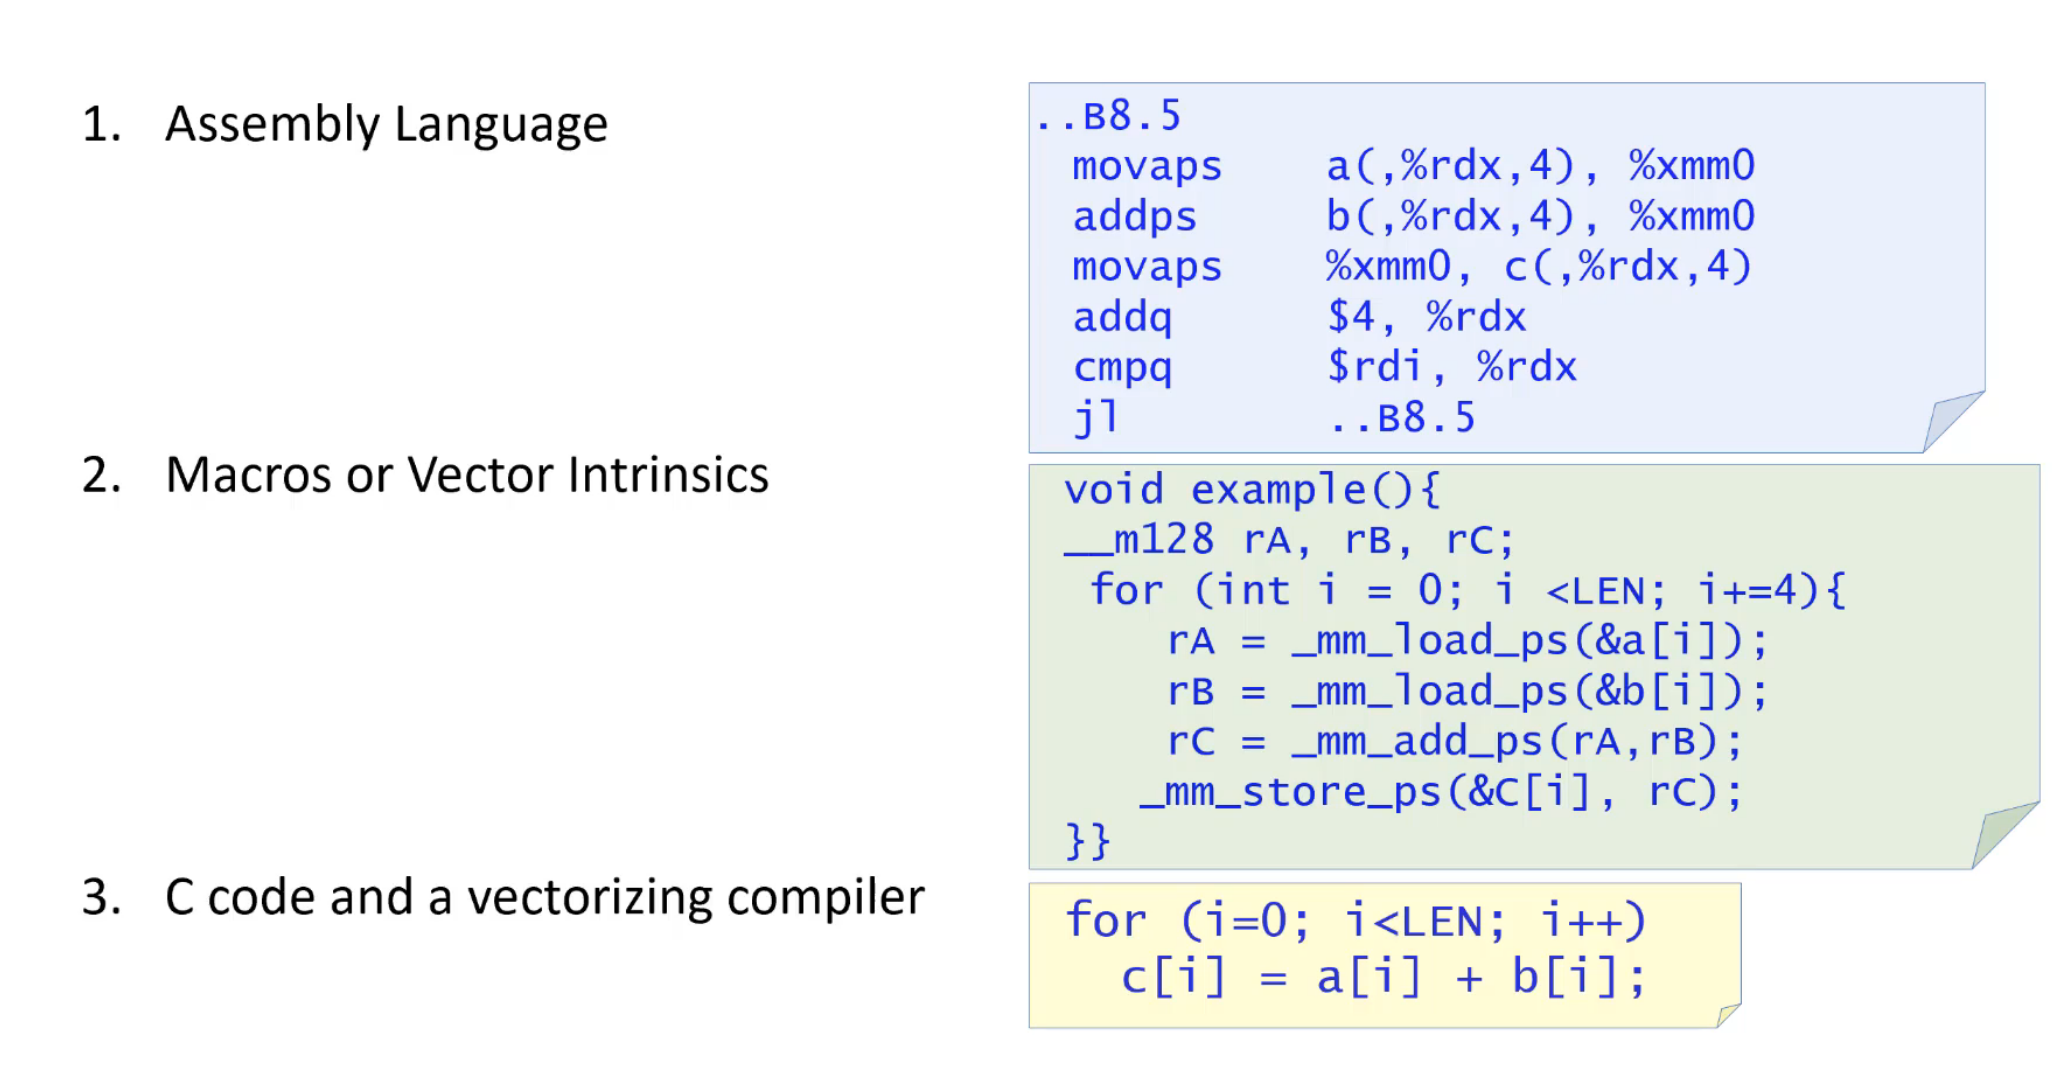 1. Assembly Language
..B8.5
movaps a(,%rdx,4), %xmm0
addps b(,%rdx,4), %xmm0
movaps %xmm0, c(,%rdx,4)
addq $4, %rdx
cmpq $rdi, %rdx
jl ..B8.5
2. Macros or Vector Intrinsics
void example(){
__m128 rA, rB, rC;
for (int i = 0; i <LEN; i+=4){
rA = _mm_load_ps(&a[i]);
rB = _mm_load_ps(&b[i]);
rC = _mm_add_ps(rA,rB);
_mm_store_ps(&C[i], rC);
}}
3. C code and a vectorizing compiler
for (i=0; i<LEN; i++)
c[i] = a[i] + b[i];